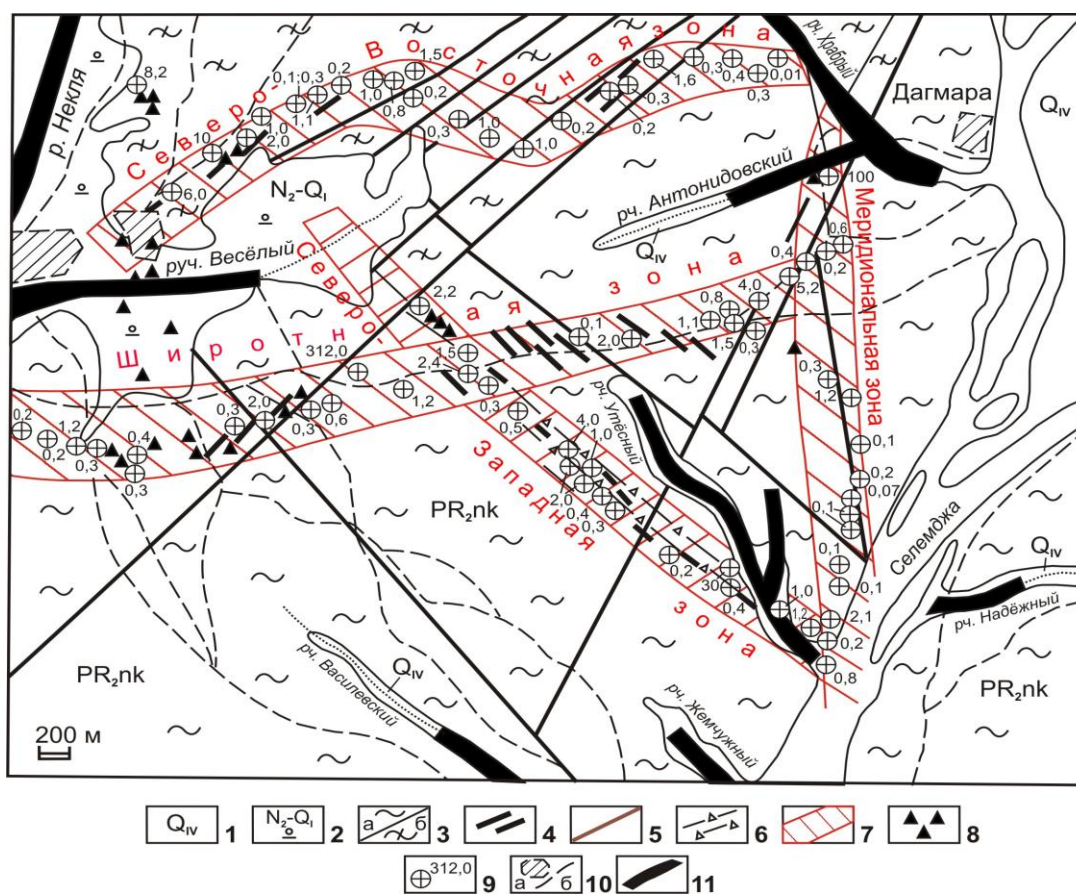 8,2
р. Некля
Северо-Восточная зона
0,1;0,3
0,2
1,5
1,0
0,2
0,8
1,1
1,0
2,0
10
6,0
0,3
1,0
0,2
0,2
0,3
1,6
0,3
0,4
0,01
0,3
рч. Храбрый
Дагмара
QIV
N₂-QI
рч. Антонидовский
QIV
100
Меридиональная зона
руч. Весёлый
Северо-Западная зона
Широтная зона
2,2
0,1
2,0
1,1
0,8
4,0
1,5
0,3
0,4
5,2
0,2
0,6
312,0
1,5
2,4
1,2
0,3
0,5
0,2
1,2
0,2
0,3
0,4
0,3
0,3
2,0
0,3
0,6
рч. Утёсный
4,0
1,0
2,0
0,4
0,3
0,2
30
0,4
1,0
1,2
0,3
1,2
0,1
0,2
0,07
0,1
0,1
0,1
2,1
0,2
0,8
PR₂nk
Селемджа
QIV
рч. Надёжный
PR₂nk
PR₂nk
рч. Василевский
QIV
рч. Жемчужный
200 м
QIV 1
N₂-QI 2
а б 3
4
5
6
7
8
312,0 9
а б 10
11